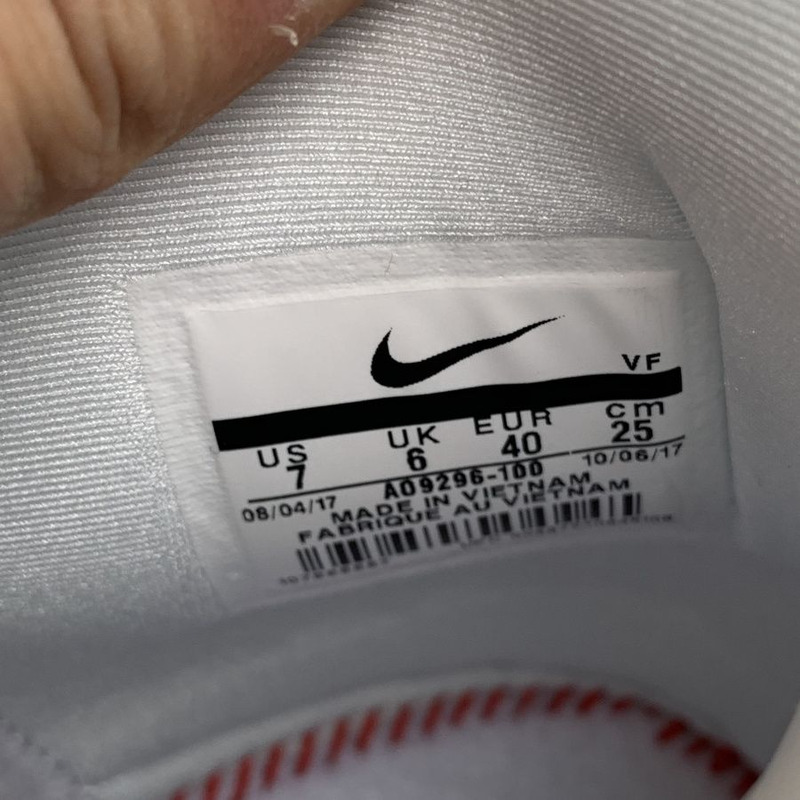 VF
US UK EUR cm
7 6 40 25
08/04/17 AO9296-100 10/06/17
MADE IN VIETNAM
FABRIQUE AU VIETNAM